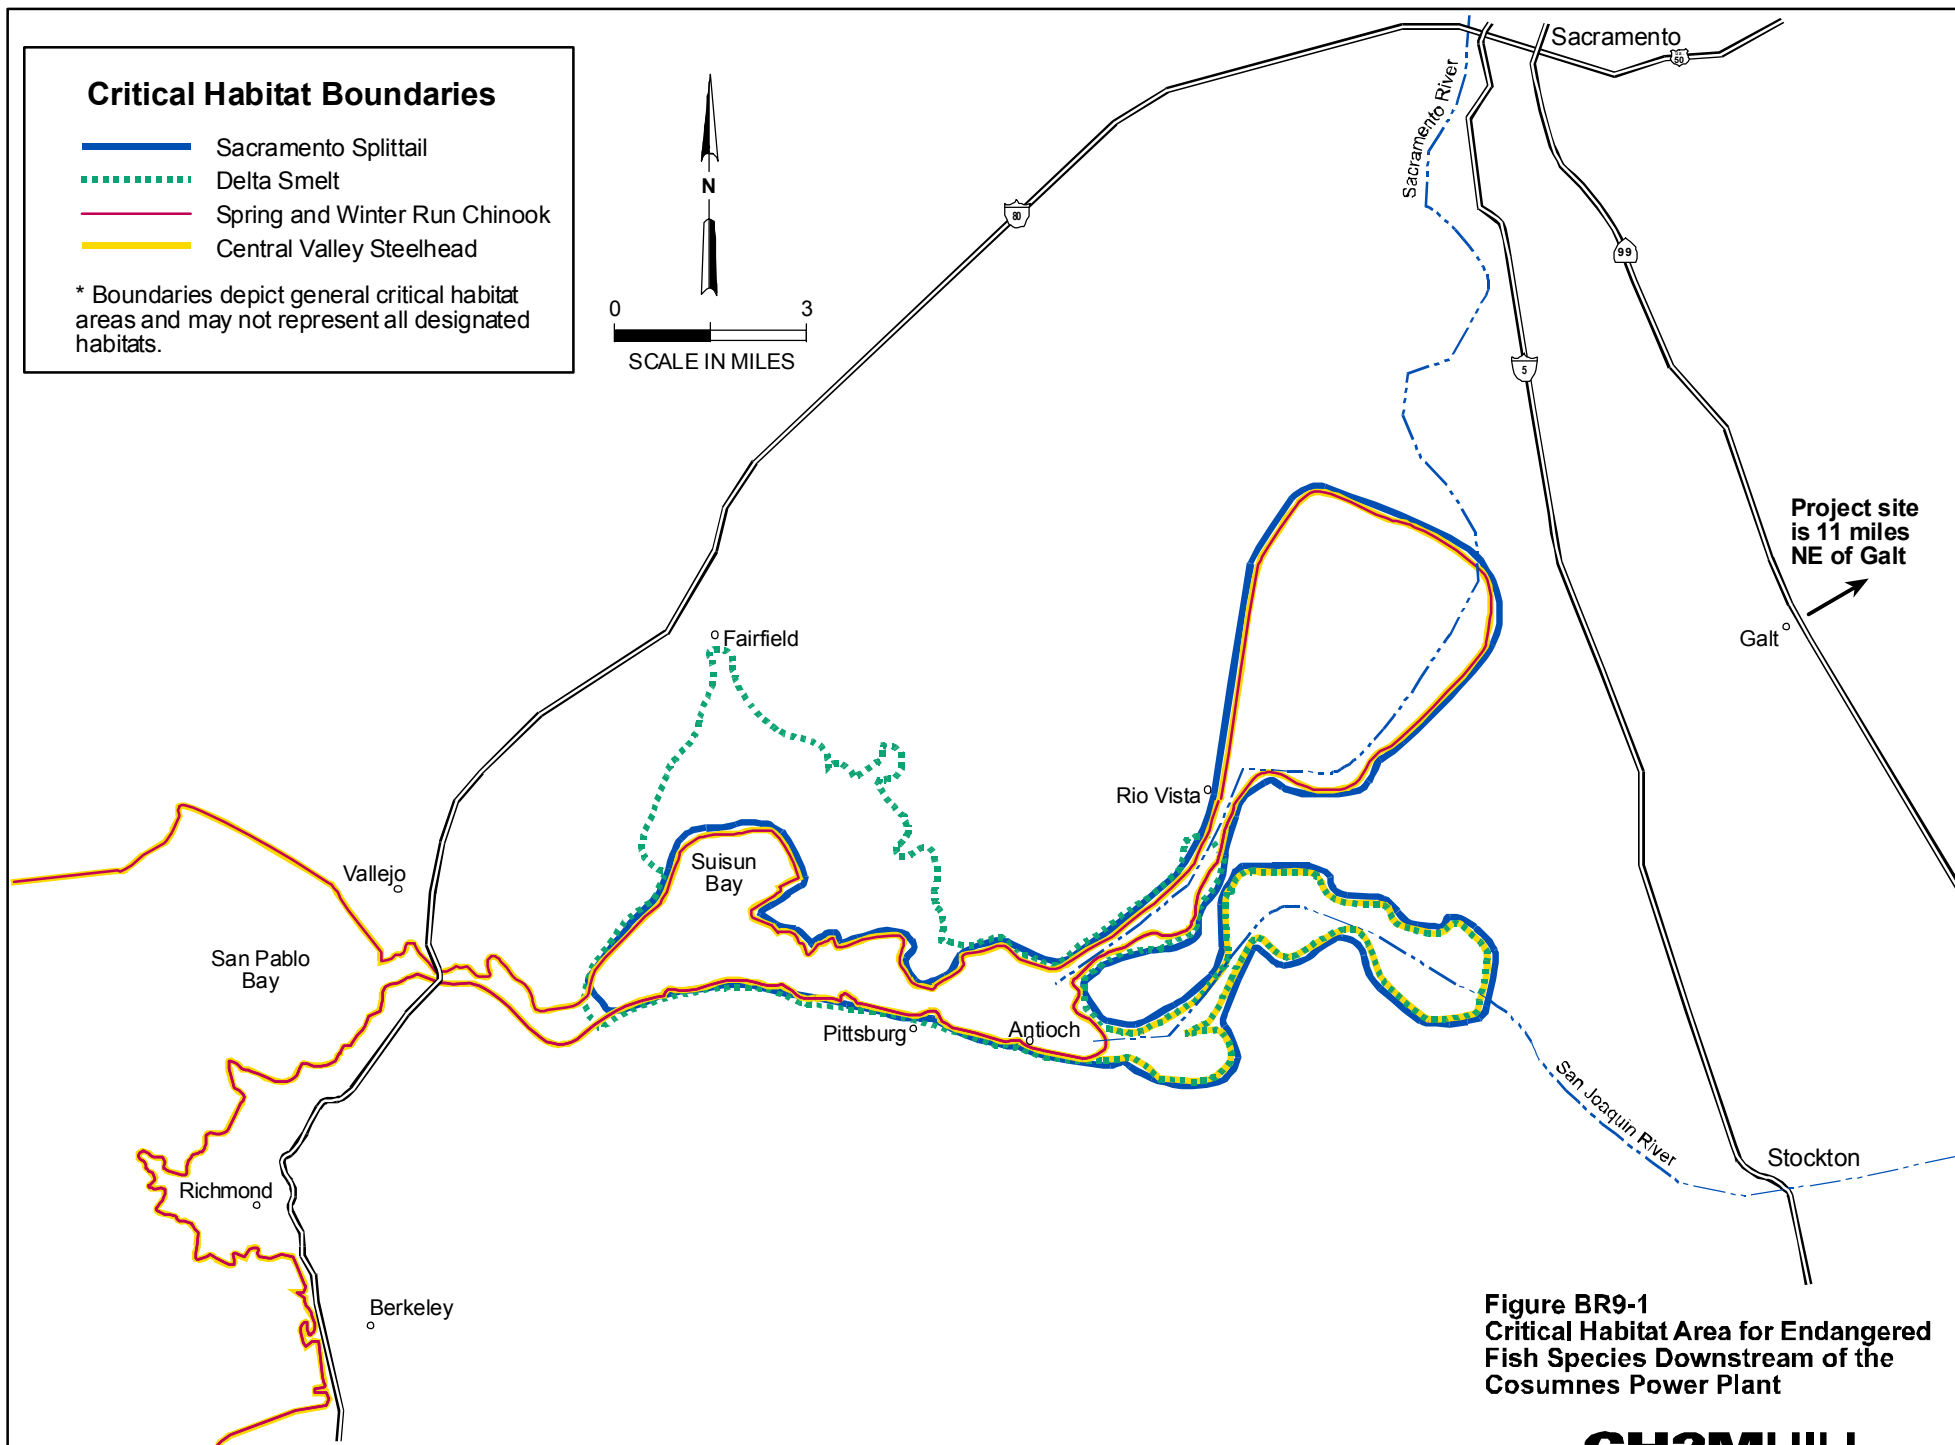 Critical Habitat Boundaries
Sacramento Splittail
Delta Smelt
Spring and Winter Run Chinook
Central Valley Steelhead
* Boundaries depict general critical habitat
areas and may not represent all designated
habitats.
N
0 3
SCALE IN MILES
Sacramento
50
Sacramento River
80
99
5
Project site
is 11 miles
NE of Galt
Galt
Fairfield
Rio Vista
Suisun
Bay
Vallejo
San Pablo
Bay
Pittsburg
Antioch
San Joaquin River
Stockton
Richmond
Berkeley
Figure BR9-1
Critical Habitat Area for Endangered
Fish Species Downstream of the
Cosumnes Power Plant
CH2MHILL